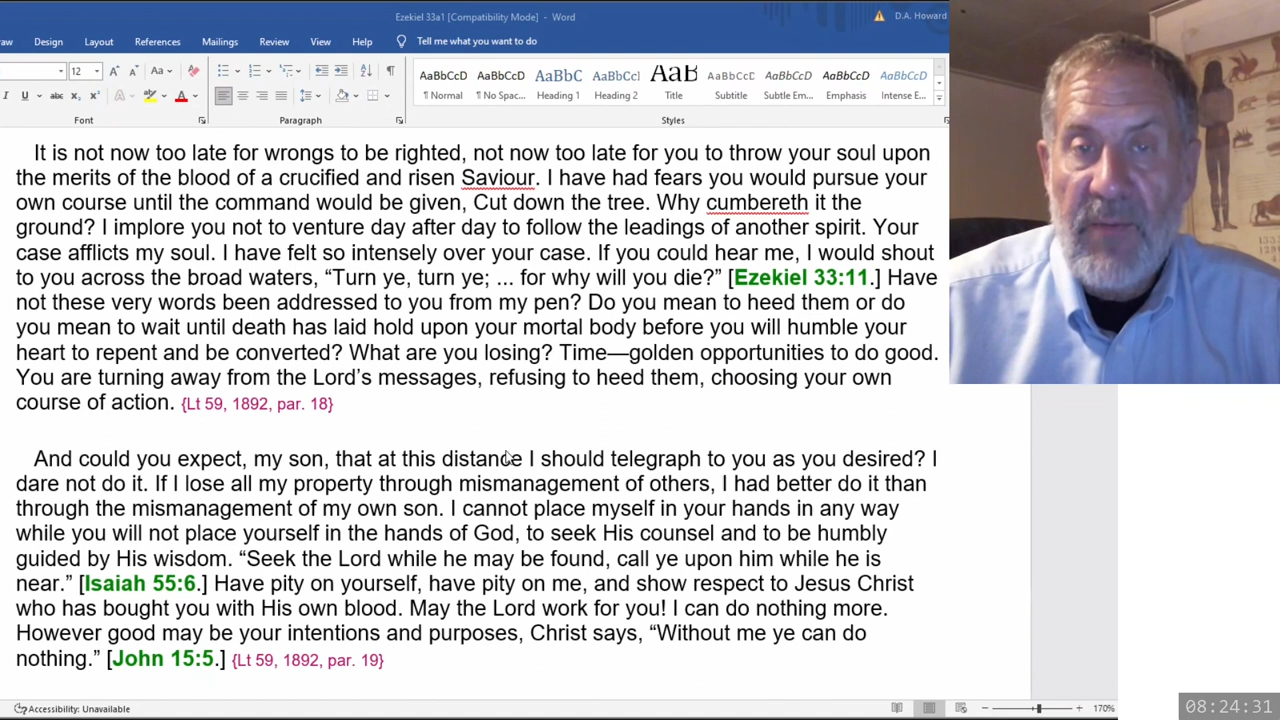 Ezekiel 33a1 [Compatibility Mode] - Word
D.A. Howard
aw Design Layout References Mailings Review View Help Tell me what you want to do
12 Aa
AaBbCcD AaBbCcD AaBbC AaBbCcI AaB AaBbCcD AaBbCcD AaBbCcD AaBbCcD
I U abc x₂ x² A ab A
¶ Normal ¶ No Spac... Heading 1 Heading 2 Title Subtitle Subtle Em... Emphasis Intense E...
Font Paragraph Styles
It is not now too late for wrongs to be righted, not now too late for you to throw your soul upon
the merits of the blood of a crucified and risen Saviour. I have had fears you would pursue your
own course until the command would be given, Cut down the tree. Why cumbereth it the
ground? I implore you not to venture day after day to follow the leadings of another spirit. Your
case afflicts my soul. I have felt so intensely over your case. If you could hear me, I would shout
to you across the broad waters, “Turn ye, turn ye; ... for why will you die?” [Ezekiel 33:11.] Have
not these very words been addressed to you from my pen? Do you mean to heed them or do
you mean to wait until death has laid hold upon your mortal body before you will humble your
heart to repent and be converted? What are you losing? Time—golden opportunities to do good.
You are turning away from the Lord’s messages, refusing to heed them, choosing your own
course of action. {Lt 59, 1892, par. 18}
And could you expect, my son, that at this distance I should telegraph to you as you desired? I
dare not do it. If I lose all my property through mismanagement of others, I had better do it than
through the mismanagement of my own son. I cannot place myself in your hands in any way
while you will not place yourself in the hands of God, to seek His counsel and to be humbly
guided by His wisdom. “Seek the Lord while he may be found, call ye upon him while he is
near.” [Isaiah 55:6.] Have pity on yourself, have pity on me, and show respect to Jesus Christ
who has bought you with His own blood. May the Lord work for you! I can do nothing more.
However good may be your intentions and purposes, Christ says, “Without me ye can do
nothing.” [John 15:5.] {Lt 59, 1892, par. 19}
Accessibility: Unavailable
170%
08:24:31